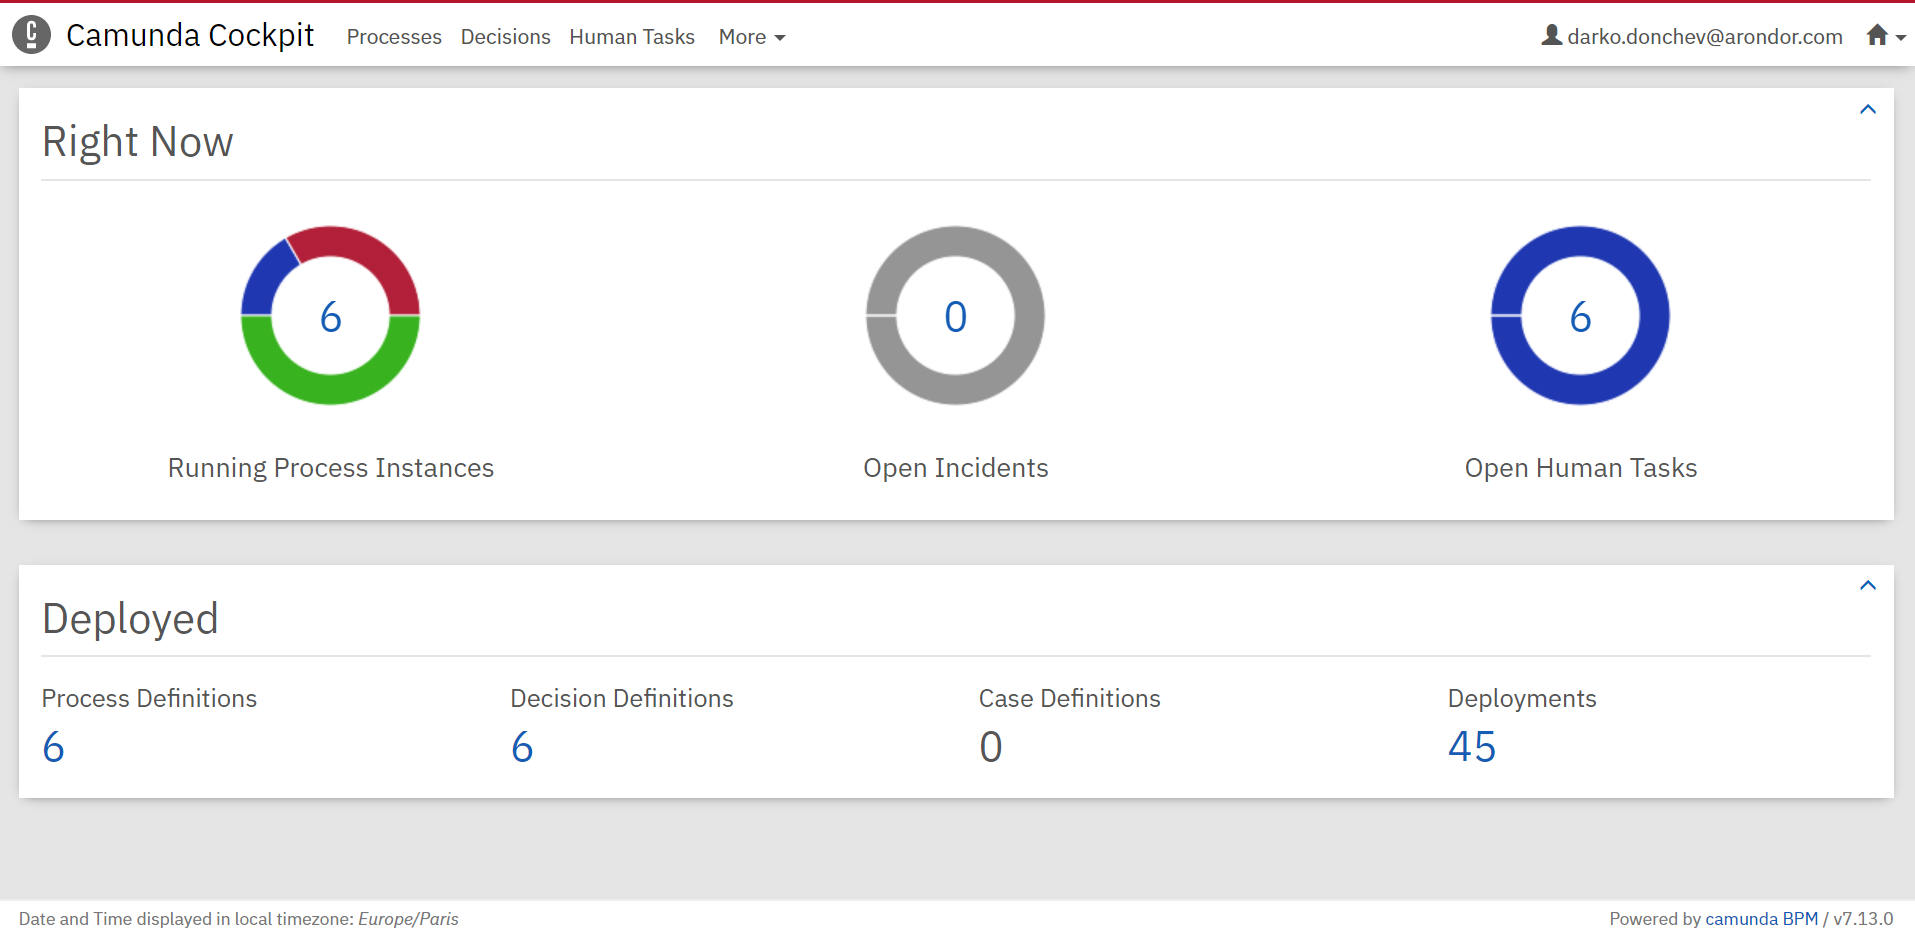 Camunda Cockpit Processes Decisions Human Tasks More darko.donchev@arondor.com
Right Now
6 0 6
Running Process Instances Open Incidents Open Human Tasks
Deployed
Process Definitions Decision Definitions Case Definitions Deployments
6 6 0 45
Date and Time displayed in local timezone: Europe/Paris Powered by camunda BPM / v7.13.0